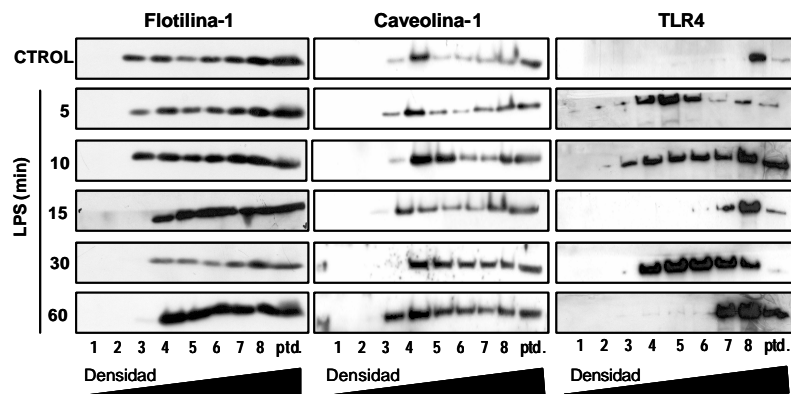 Flotilina-1 Caveolina-1 TLR4
CTROL
LPS (min)
5
10
15
30
60
1 2 3 4 5 6 7 8 ptd. 1 2 3 4 5 6 7 8 ptd. 1 2 3 4 5 6 7 8 ptd.
Densidad Densidad Densidad